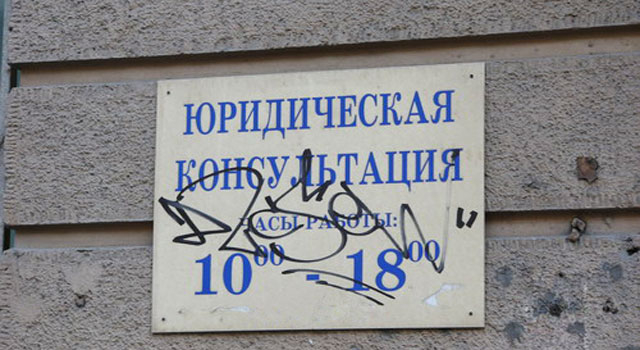 ЮРИДИЧЕСКАЯ
КОНСУЛЬТАЦИЯ
ЧАСЫ РАБОТЫ:
10⁰⁰ - 18⁰⁰